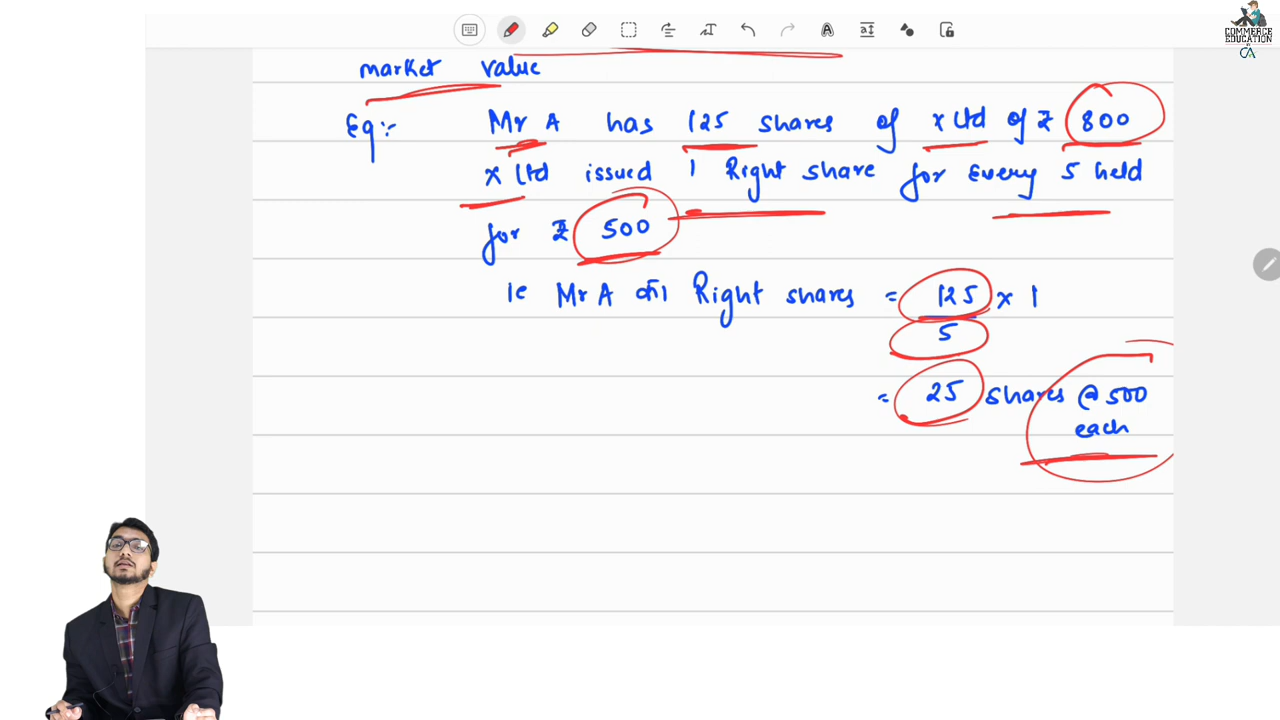 COMMERCE
EDUCATION
BY
CA
market value
Eg:- Mr A has 125 shares of x Ltd of ₹ 800
x Ltd issued 1 Right share for every 5 held
for ₹ 500
ie Mr A को Right shares = 125 x 1
5
= 25 shares @ 500
each